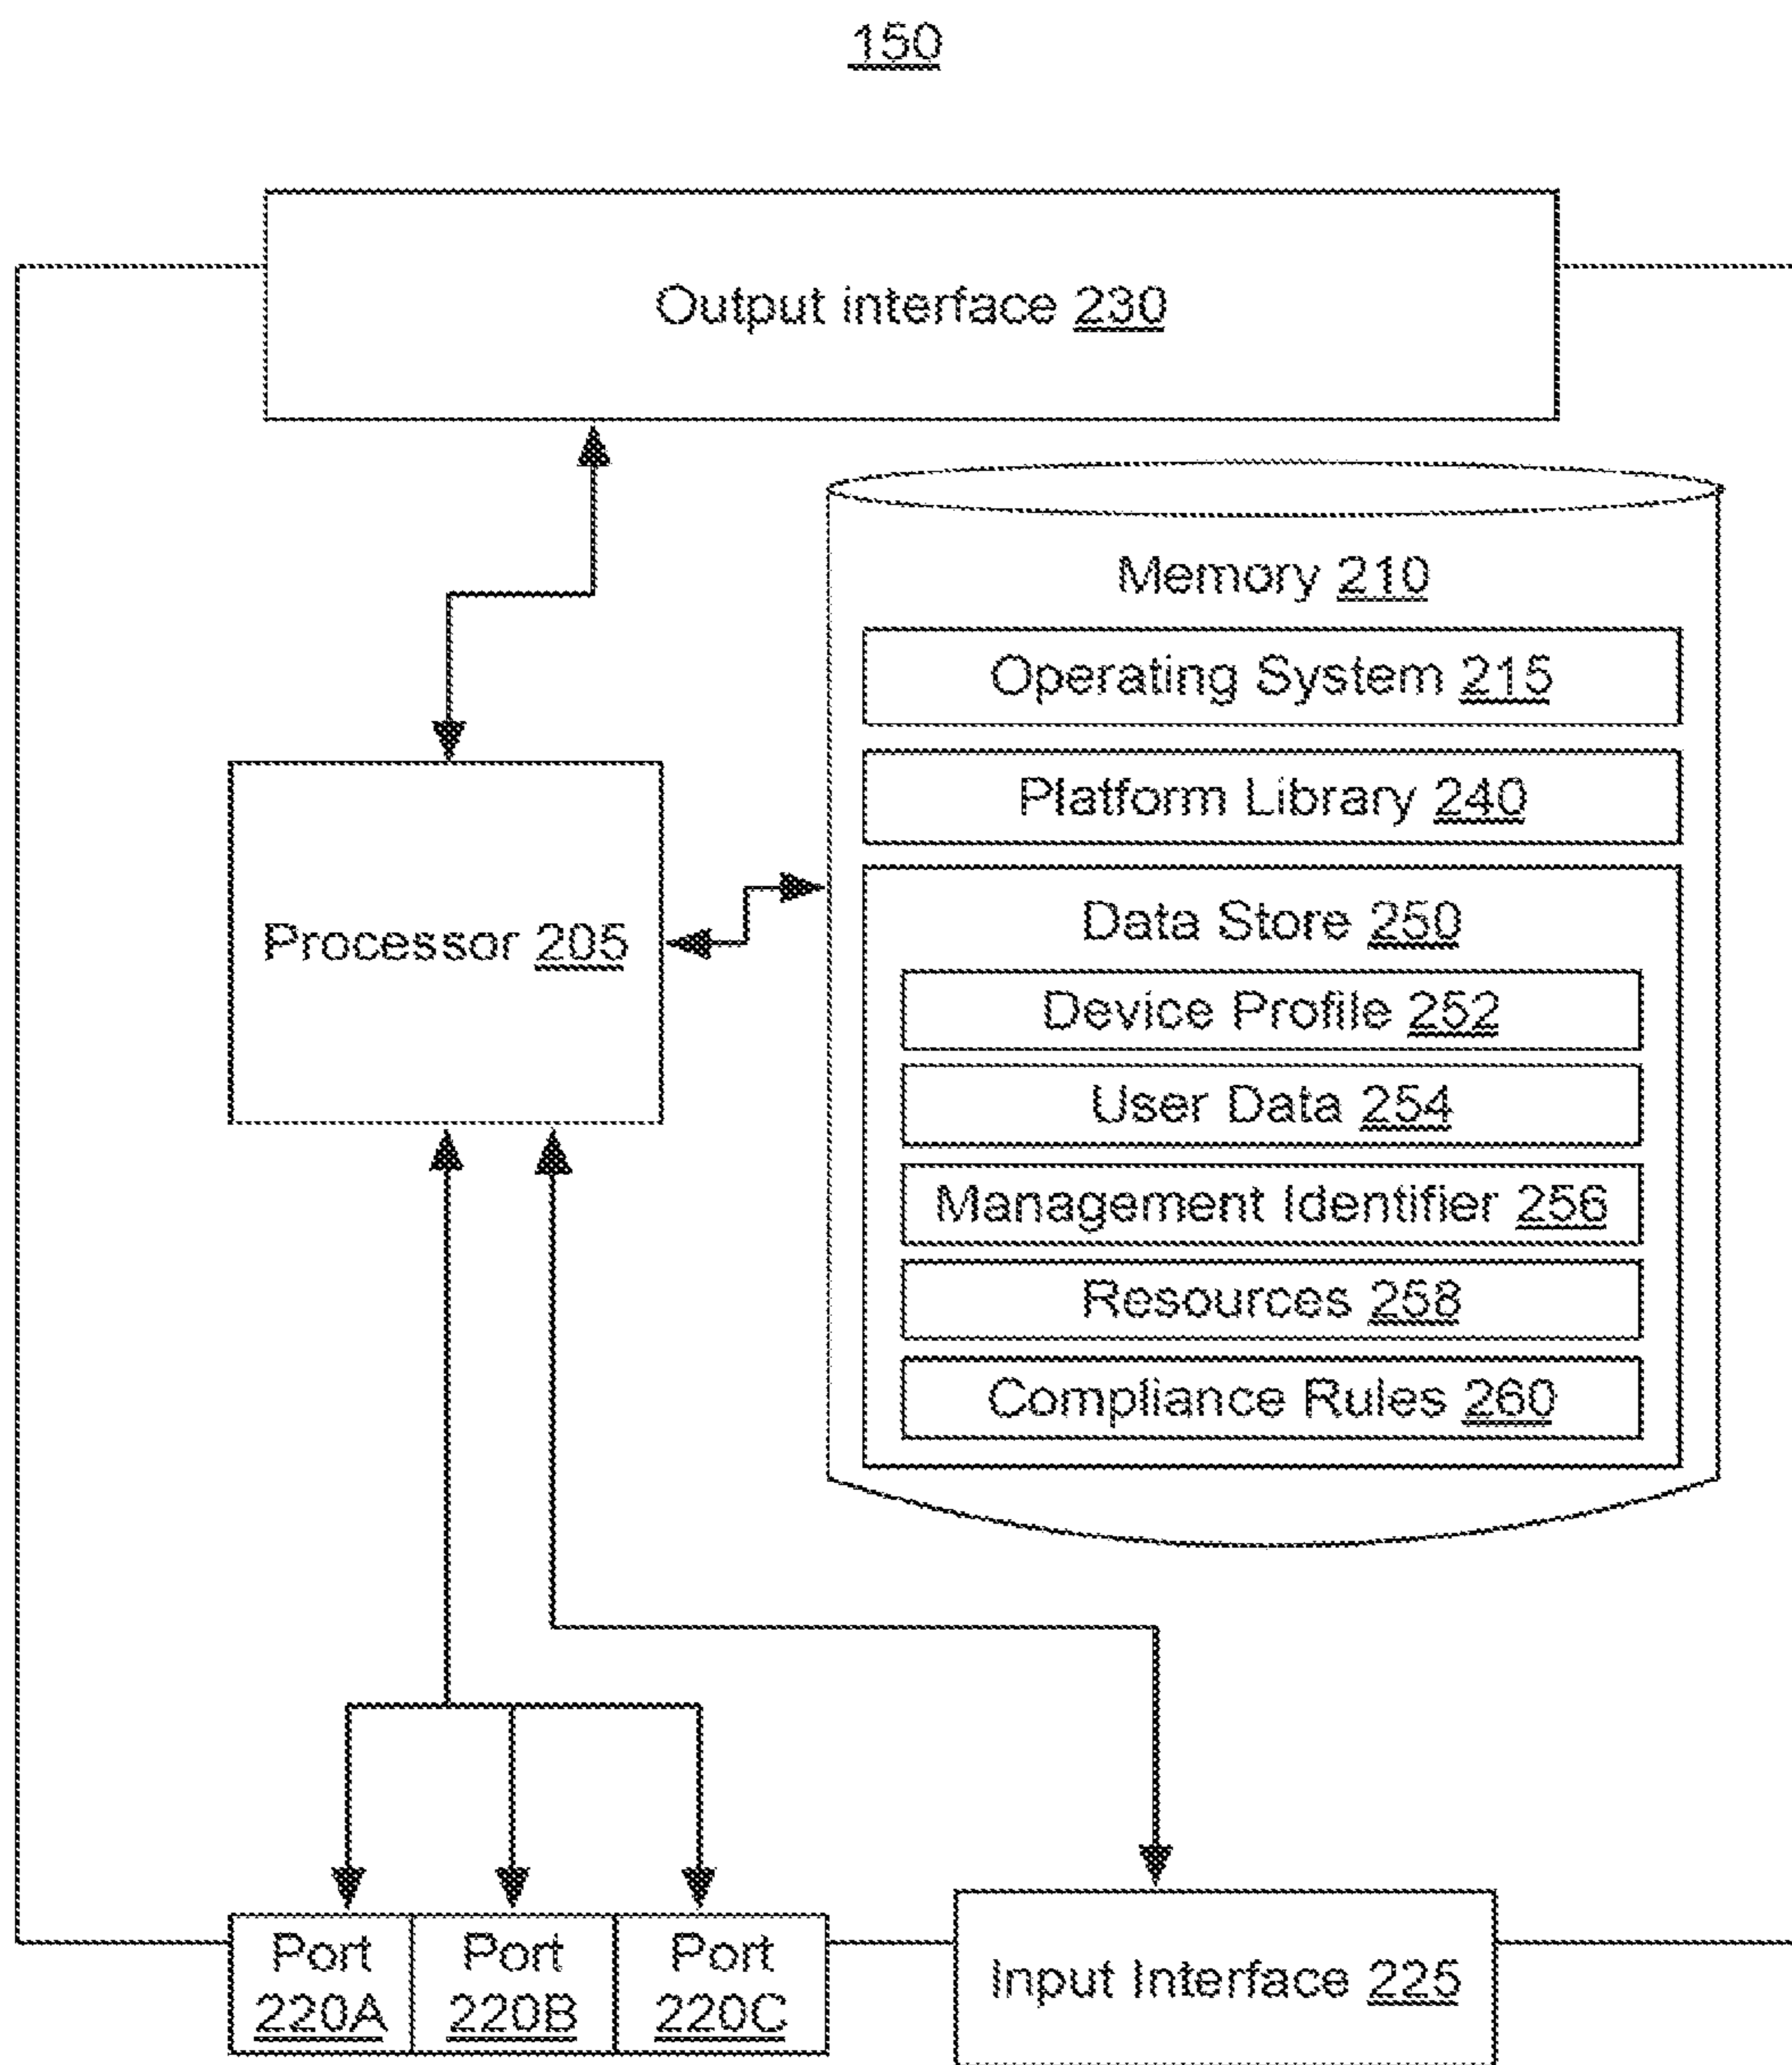 150
Output interface 230
Memory 210
Operating System 215
Platform Library 240
Processor 205
Data Store 250
Device Profile 252
User Data 254
Management Identifier 256
Resources 258
Compliance Rules 260
Port
220A
Port
220B
Port
220C
Input Interface 225